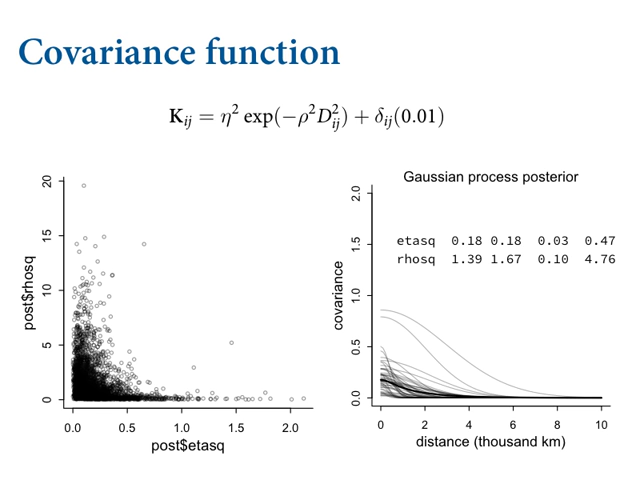 Covariance function
K_ij = η² exp(−ρ²D²_ij) + δ_ij(0.01)
20
15
10
5
0
post$rhosq
0.0 0.5 1.0 1.5 2.0
post$etasq
Gaussian process posterior
2.0
1.5
1.0
0.5
0.0
covariance
etasq 0.18 0.18 0.03 0.47
rhosq 1.39 1.67 0.10 4.76
0 2 4 6 8 10
distance (thousand km)